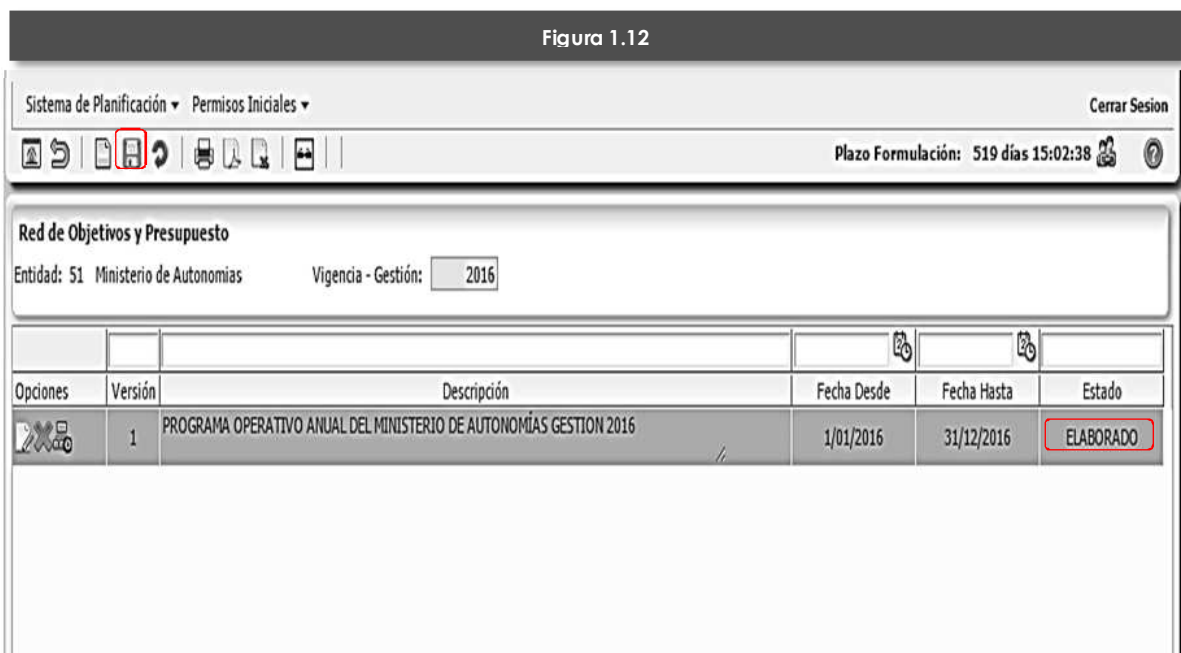 Figura 1.12
Sistema de Planificación ▾ Permisos Iniciales ▾ Cerrar Sesion
Plazo Formulación: 519 días 15:02:38
Red de Objetivos y Presupuesto
Entidad: 51 Ministerio de Autonomias Vigencia - Gestión: 2016
Opciones Versión Descripción Fecha Desde Fecha Hasta Estado
1 PROGRAMA OPERATIVO ANUAL DEL MINISTERIO DE AUTONOMÍAS GESTION 2016 1/01/2016 31/12/2016 ELABORADO